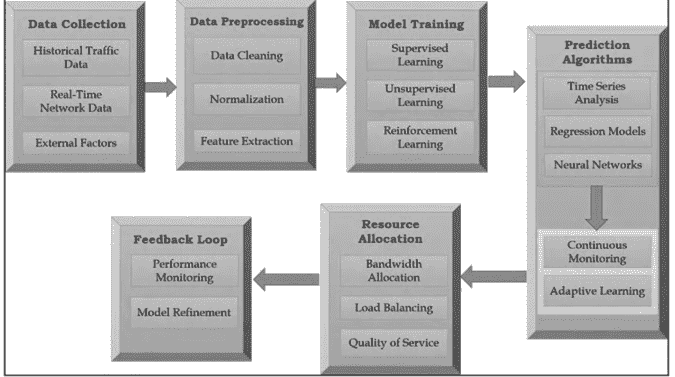 Data Collection
Historical Traffic
Data
Real-Time
Network Data
External Factors
Data Preprocessing
Data Cleaning
Normalization
Feature Extraction
Model Training
Supervised
Learning
Unsupervised
Learning
Reinforcement
Learning
Prediction
Algorithms
Time Series
Analysis
Regression Models
Neural Networks
Continuous
Monitoring
Adaptive Learning
Resource
Allocation
Bandwidth
Allocation
Load Balancing
Quality of Service
Feedback Loop
Performance
Monitoring
Model Refinement